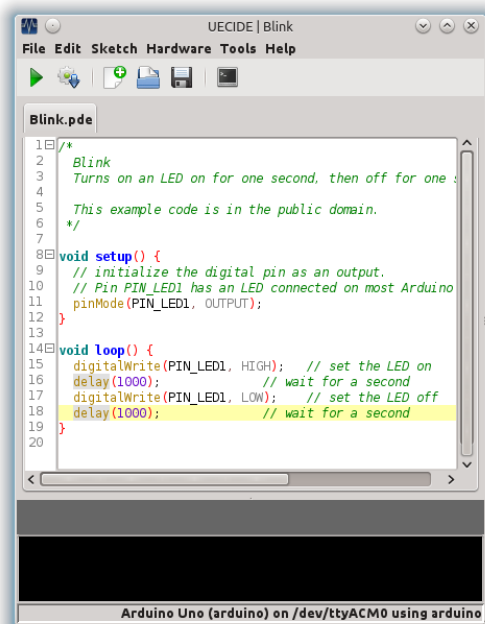 UECIDE | Blink
File Edit Sketch Hardware Tools Help
Blink.pde
1 /*
2   Blink
3   Turns on an LED on for one second, then off for one
4
5   This example code is in the public domain.
6  */
7
8 void setup() {
9   // initialize the digital pin as an output.
10   // Pin PIN_LED1 has an LED connected on most Arduino
11   pinMode(PIN_LED1, OUTPUT);
12 }
13
14 void loop() {
15   digitalWrite(PIN_LED1, HIGH);   // set the LED on
16   delay(1000);              // wait for a second
17   digitalWrite(PIN_LED1, LOW);    // set the LED off
18   delay(1000);              // wait for a second
19 }
20
Arduino Uno (arduino) on /dev/ttyACM0 using arduino